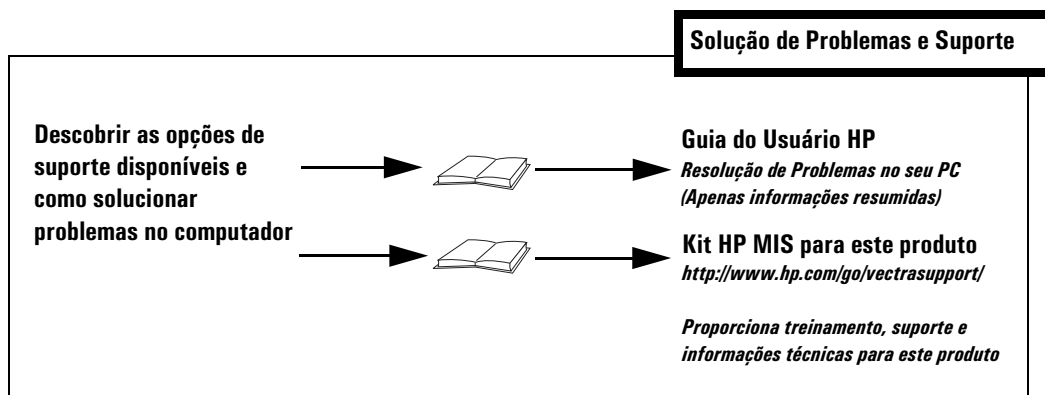 Solução de Problemas e Suporte
Descobrir as opções de
suporte disponíveis e
como solucionar
problemas no computador
Guia do Usuário HP
Resolução de Problemas no seu PC
(Apenas informações resumidas)
Kit HP MIS para este produto
http://www.hp.com/go/vectrasupport/
Proporciona treinamento, suporte e
informações técnicas para este produto